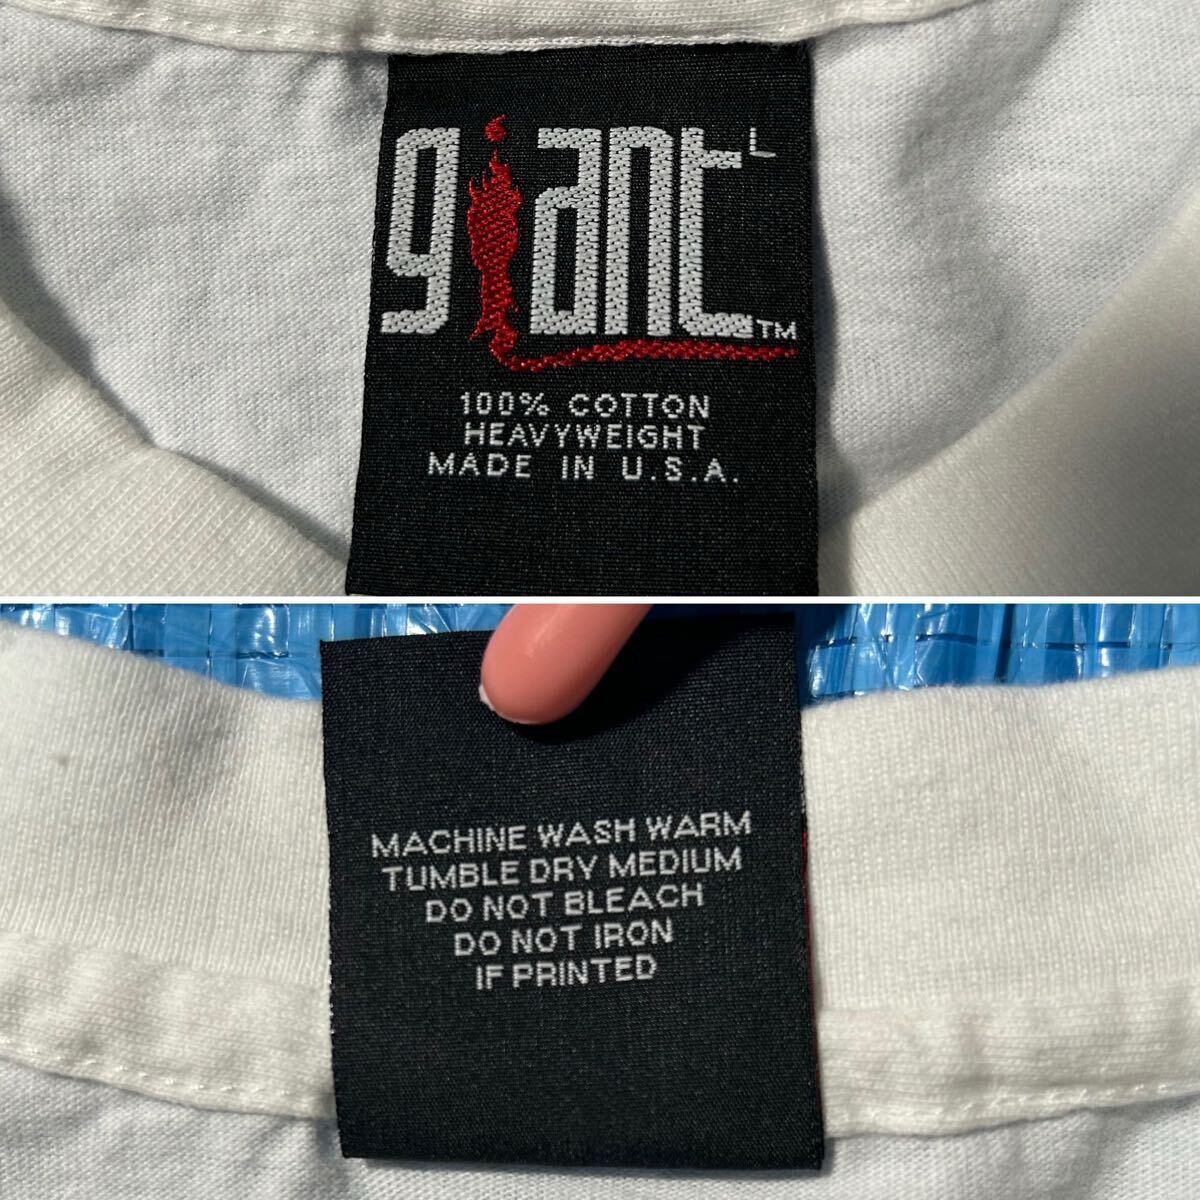 giant L
TM
100% COTTON
HEAVYWEIGHT
MADE IN U.S.A.
MACHINE WASH WARM
TUMBLE DRY MEDIUM
DO NOT BLEACH
DO NOT IRON
IF PRINTED